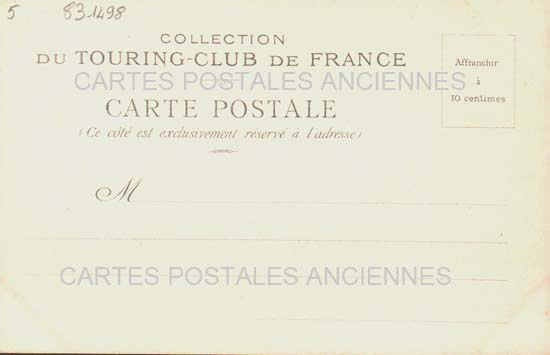 5 831498
COLLECTION
DU TOURING-CLUB DE FRANCE
Affranchir
à
10 centimes
CARTES POSTALES ANCIENNES
CARTE POSTALE
(Ce côté est exclusivement réservé à l'adresse)
M
CARTES POSTALES ANCIENNES